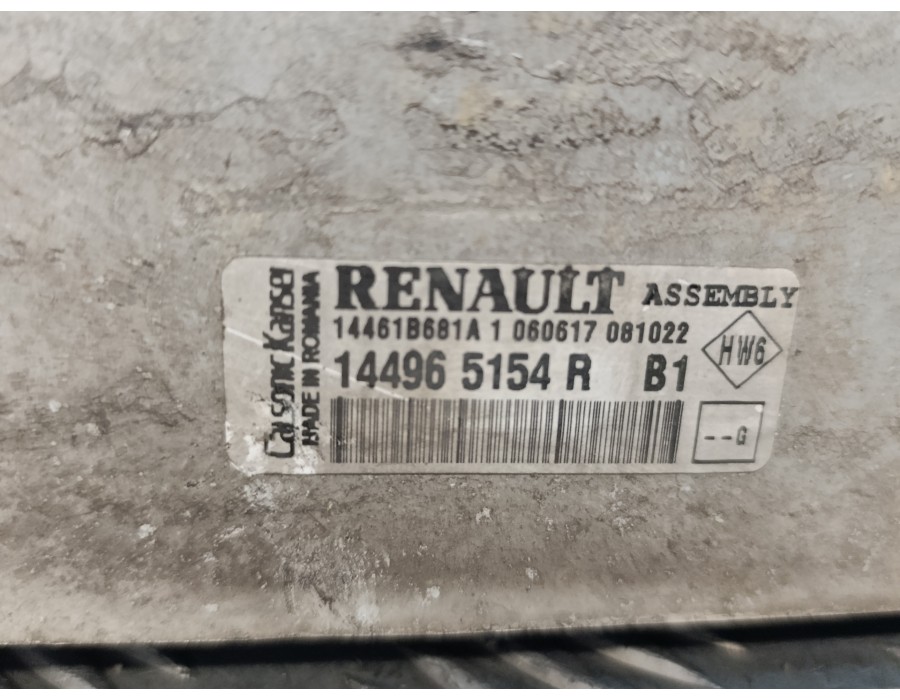 RENAULT ASSEMBLY
14461B681A 1 060617 081022
14496 5154 R B1
HW6
--G
Calsonic Kansei
MADE IN ROMANIA